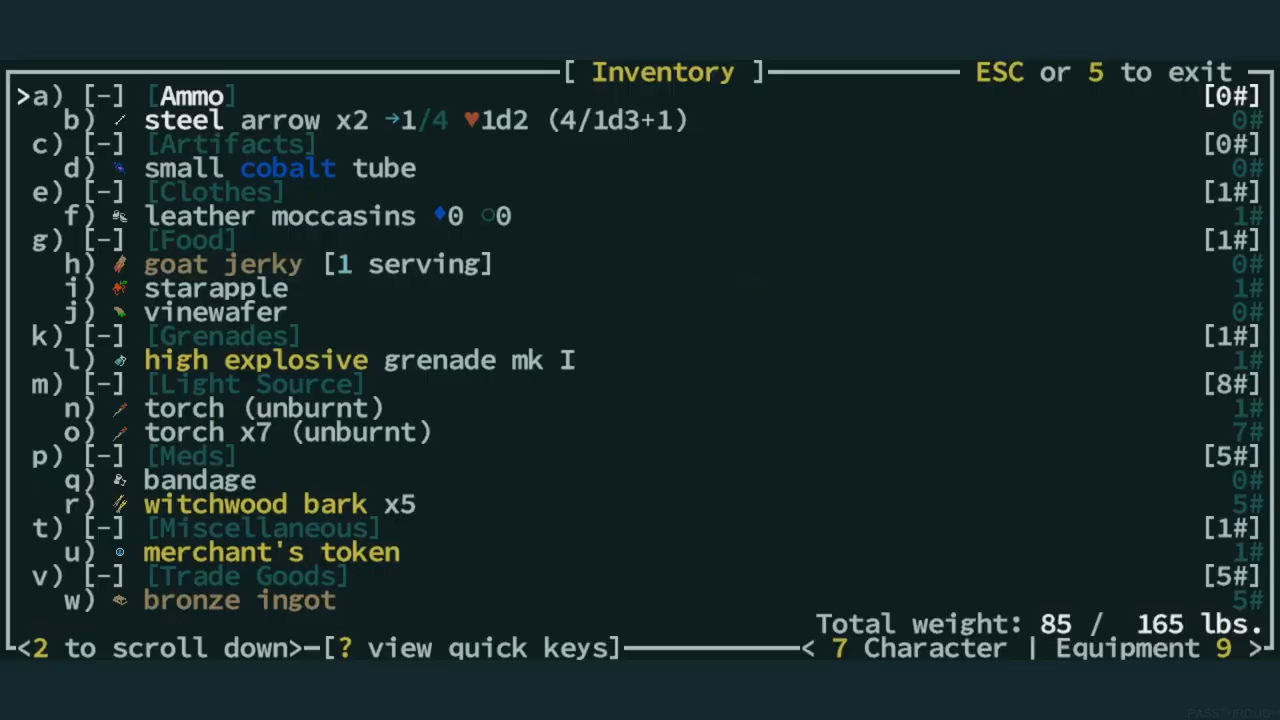 [ Inventory ] ESC or 5 to exit
>a) [-] [Ammo] [0#]
b) steel arrow x2 →1/4 ♥1d2 (4/1d3+1) 0#
c) [-] [Artifacts] [0#]
d) small cobalt tube 0#
e) [-] [Clothes] [1#]
f) leather moccasins ♦0 ○0 1#
g) [-] [Food] [1#]
h) goat jerky [1 serving] 0#
i) starapple 1#
j) vinewafer 0#
k) [-] [Grenades] [1#]
l) high explosive grenade mk I 1#
m) [-] [Light Source] [8#]
n) torch (unburnt) 1#
o) torch x7 (unburnt) 7#
p) [-] [Meds] [5#]
q) bandage 0#
r) witchwood bark x5 5#
t) [-] [Miscellaneous] [1#]
u) merchant's token 1#
v) [-] [Trade Goods] [5#]
w) bronze ingot 5#
Total weight: 85 / 165 lbs.
<2 to scroll down> [? view quick keys] < 7 Character | Equipment 9 >